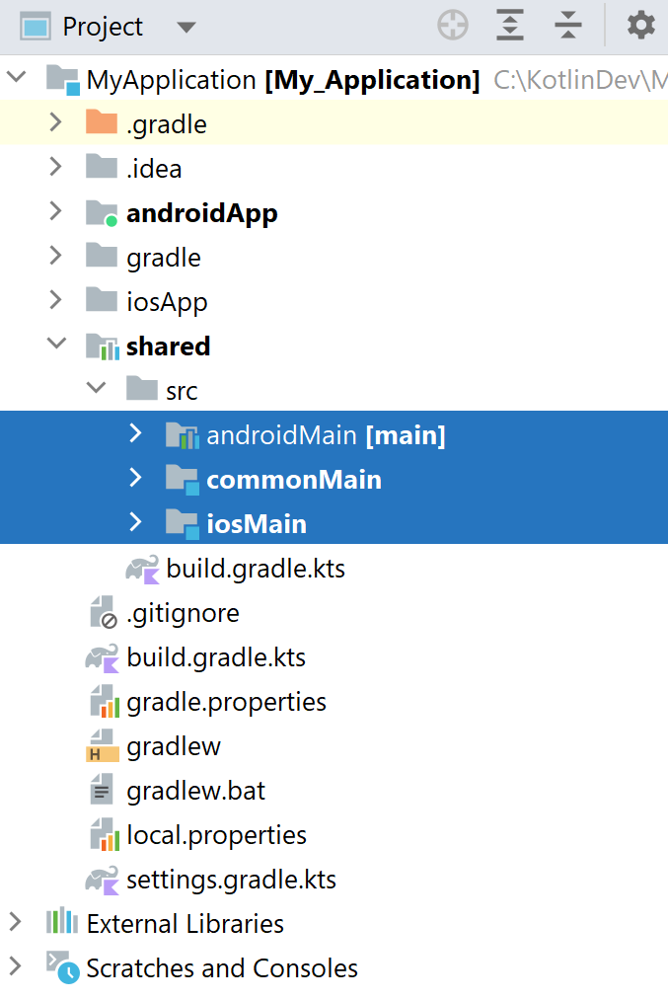 Project
MyApplication [My_Application] C:\KotlinDev\M
.gradle
.idea
androidApp
gradle
iosApp
shared
src
androidMain [main]
commonMain
iosMain
build.gradle.kts
.gitignore
build.gradle.kts
gradle.properties
H gradlew
gradlew.bat
local.properties
settings.gradle.kts
External Libraries
Scratches and Consoles